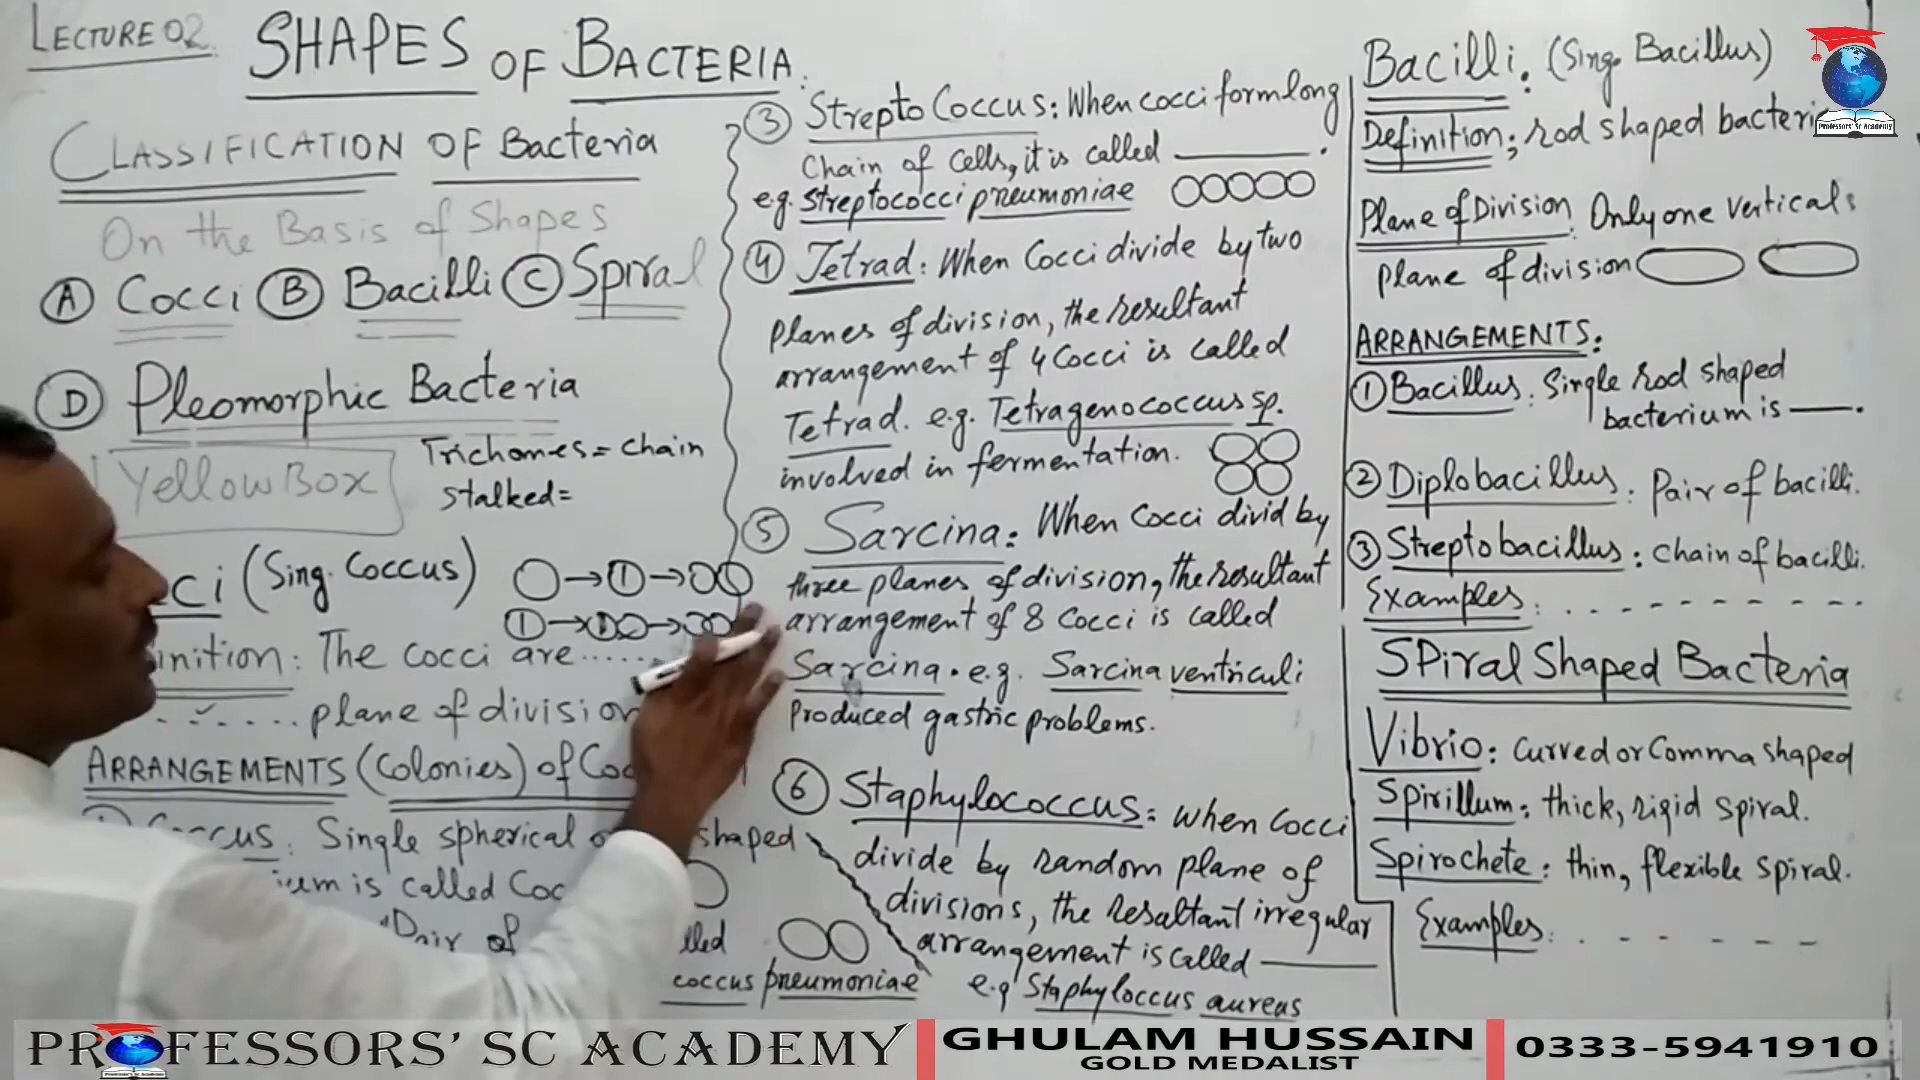 LECTURE 02
SHAPES OF BACTERIA.
CLASSIFICATION OF Bacteria
On the Basis of Shapes
A Cocci B Bacilli C Spiral
D Pleomorphic Bacteria
Yellow Box
Trichomes = chain
Stalked =
(Sing. Coccus)
: The cocci are ......
...... plane of division
ARRANGEMENTS (Colonies) of
: Single spherical shaped
is called
Pair of
coccus pneumoniae
3 Strepto Coccus: When cocci form long
Chain of Cells, it is called ______.
e.g. Streptococci pneumoniae
4 Tetrad: When Cocci divide by two
planes of division, the resultant
arrangement of 4 Cocci is called
Tetrad. e.g. Tetragenococcus sp.
involved in fermentation.
5 Sarcina: When Cocci divid by
three planes of division, the resultant
arrangement of 8 Cocci is called
Sarcina. e.g. Sarcina ventriculi
Produced gastric problems.
6 Staphylococcus: When Cocci
divide by random plane of
divisions, the resultant irregular
arrangement is called ______
e.g Staphyloccus aureus
Bacilli: (Sing. Bacillus)
Definition: rod shaped
Plane of Division: Only one vertical
Plane of division
ARRANGEMENTS:
1 Bacillus: Single rod shaped
bacterium is ____.
2 Diplobacillus: Pair of bacilli.
3 Streptobacillus: Chain of bacilli.
Examples: - - - - - - - - -
SPiral Shaped Bacteria
Vibrio: Curved or Comma shaped
Spirillum: thick, rigid spiral.
Spirochete: thin, flexible spiral.
Examples: - - - - - -
Professors' Sc Academy
PROFESSORS' SC ACADEMY
GHULAM HUSSAIN
GOLD MEDALIST
0333-5941910